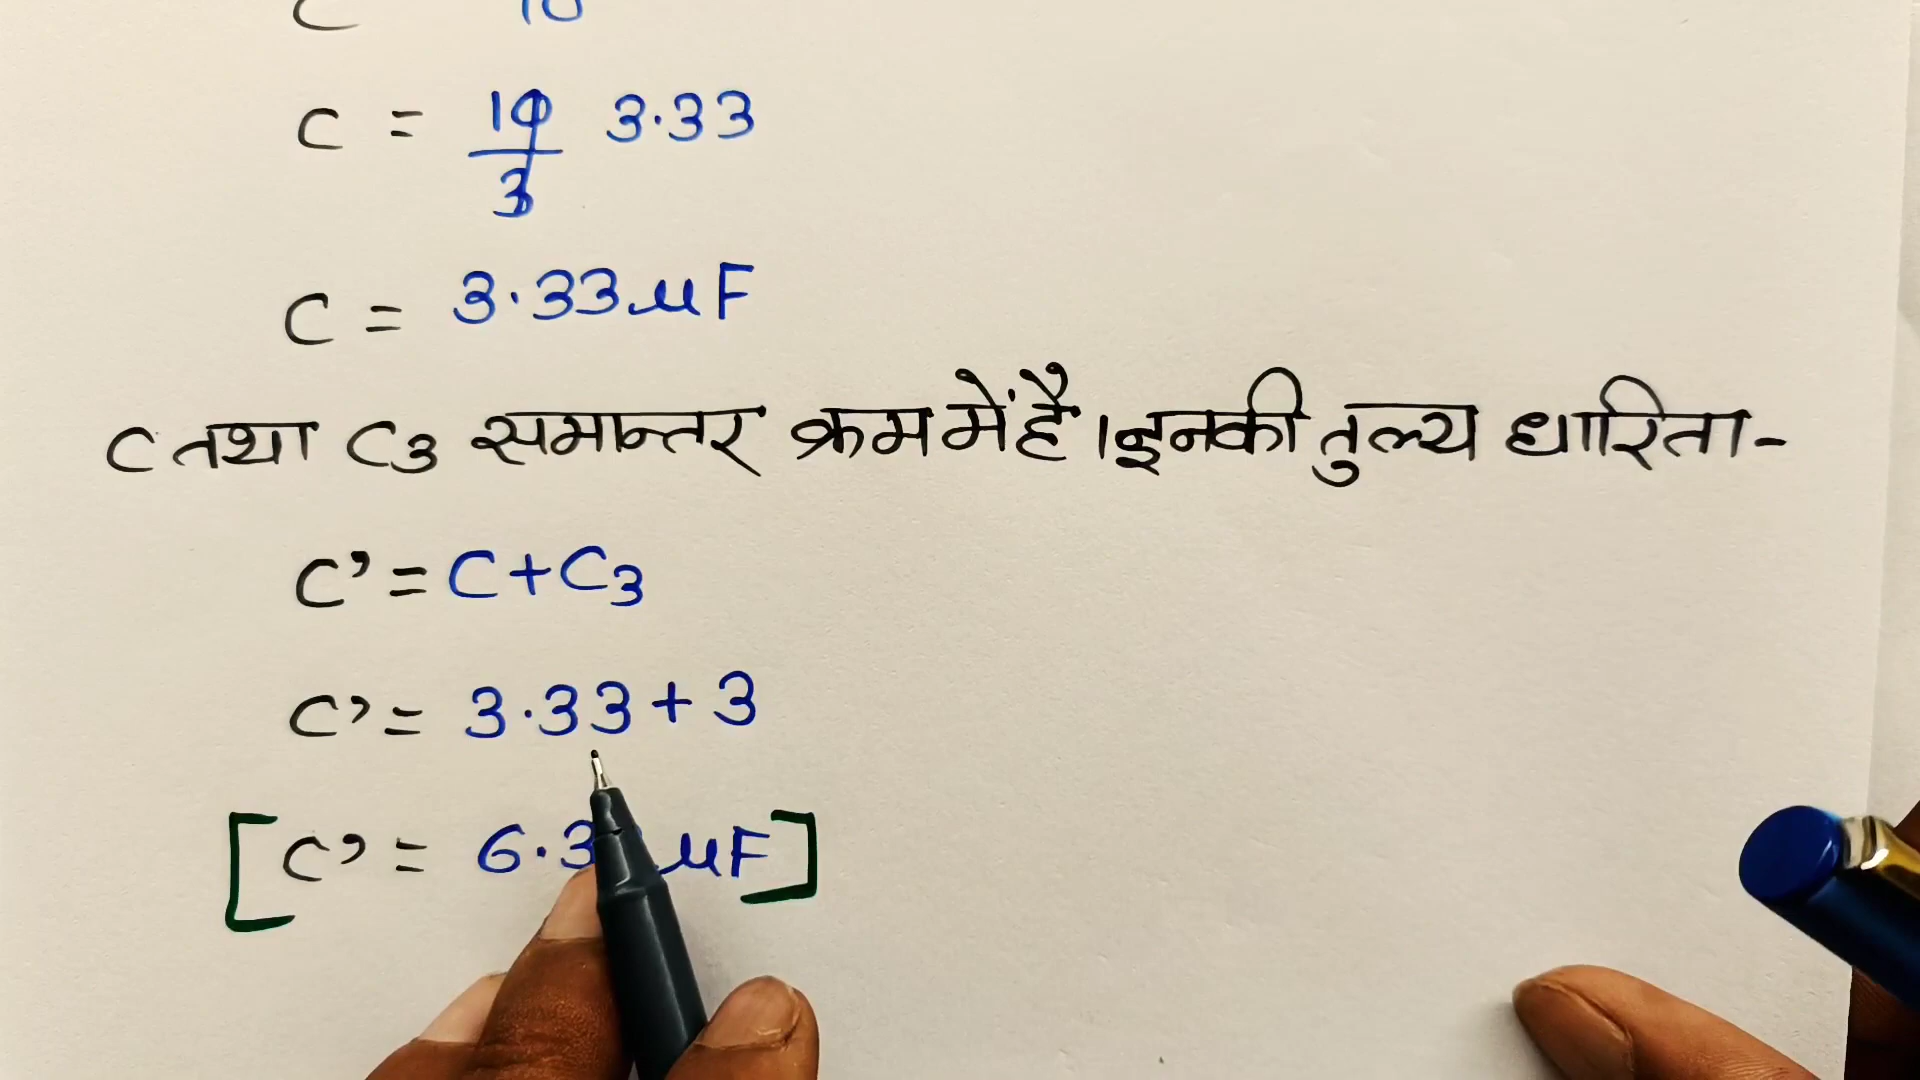 C = 10/3 3.33
C = 3.33 μF
C तथा C3 समान्तर क्रम में है। इनकी तुल्य धारिता-
C' = C+C3
C' = 3.33 + 3
[C' = 6.3 μF]